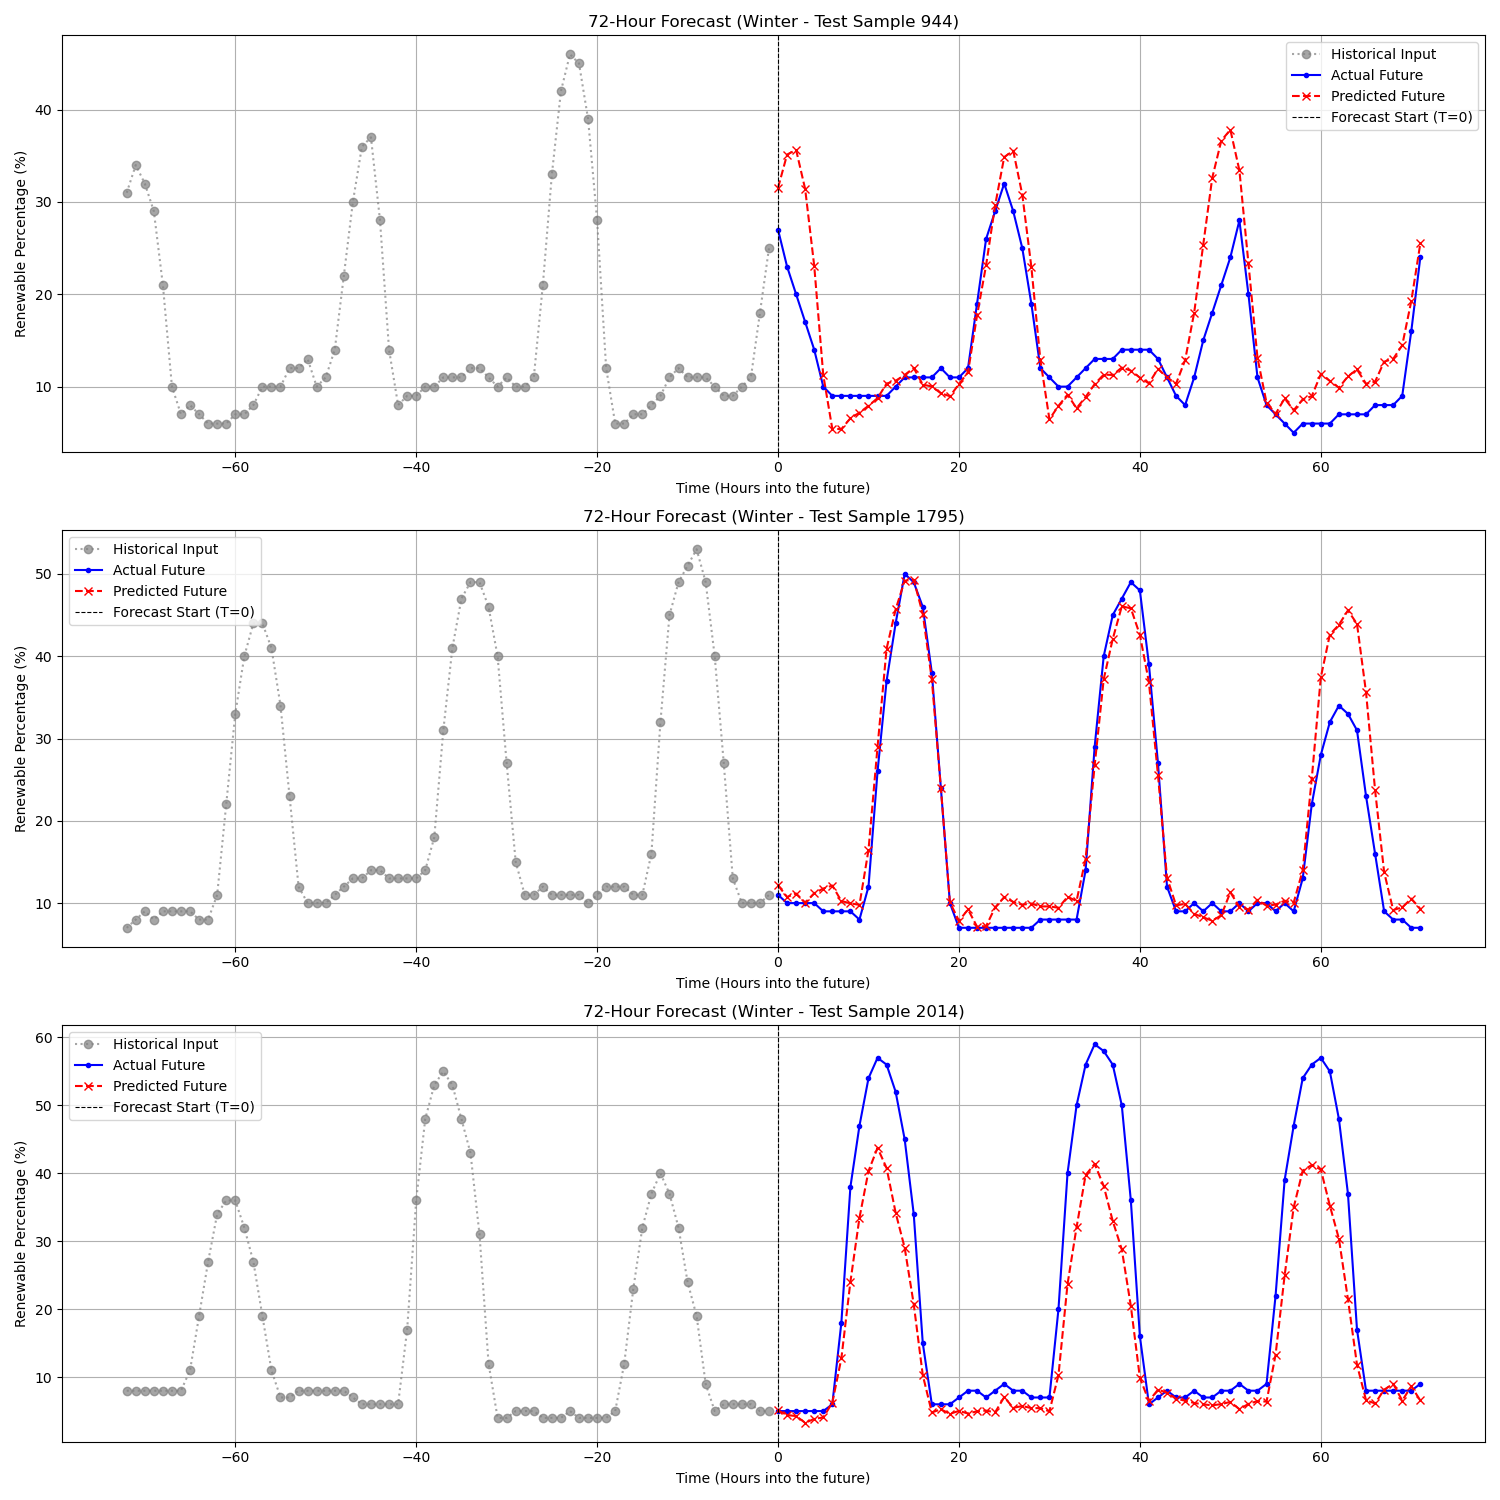 72-Hour Forecast (Winter - Test Sample 944)
Renewable Percentage (%)
40
30
20
10
Historical Input
Actual Future
Predicted Future
Forecast Start (T=0)
−60 −40 −20 0 20 40 60
Time (Hours into the future)
72-Hour Forecast (Winter - Test Sample 1795)
Renewable Percentage (%)
50
40
30
20
10
Historical Input
Actual Future
Predicted Future
Forecast Start (T=0)
−60 −40 −20 0 20 40 60
Time (Hours into the future)
72-Hour Forecast (Winter - Test Sample 2014)
Renewable Percentage (%)
60
50
40
30
20
10
Historical Input
Actual Future
Predicted Future
Forecast Start (T=0)
−60 −40 −20 0 20 40 60
Time (Hours into the future)